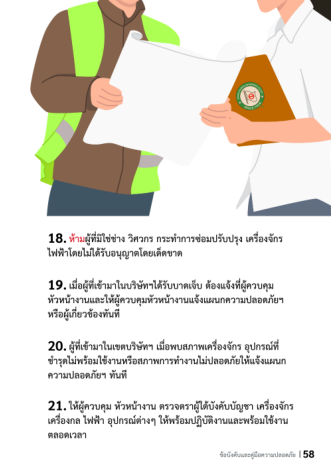 18. ห้ามผู้ที่มิใช่ช่าง วิศวกร กระทำการซ่อมปรับปรุง เครื่องจักร
ไฟฟ้าโดยไม่ได้รับอนุญาตโดยเด็ดขาด
19. เมื่อผู้ที่เข้ามาในบริษัทฯได้รับบาดเจ็บ ต้องแจ้งที่ผู้ควบคุม
หัวหน้างานและให้ผู้ควบคุมหัวหน้างานแจ้งแผนกความปลอดภัยฯ
หรือผู้เกี่ยวข้องทันที
20. ผู้ที่เข้ามาในเขตบริษัทฯ เมื่อพบสภาพเครื่องจักร อุปกรณ์ที่
ชำรุดไม่พร้อมใช้งานหรือสภาพการทำงานไม่ปลอดภัยให้แจ้งแผนก
ความปลอดภัยฯ ทันที
21. ให้ผู้ควบคุม หัวหน้างาน ตรวจตราผู้ใต้บังคับบัญชา เครื่องจักร
เครื่องกล ไฟฟ้า อุปกรณ์ต่างๆ ให้พร้อมปฏิบัติงานและพร้อมใช้งาน
ตลอดเวลา
ข้อบังคับและคู่มือความปลอดภัย | 58